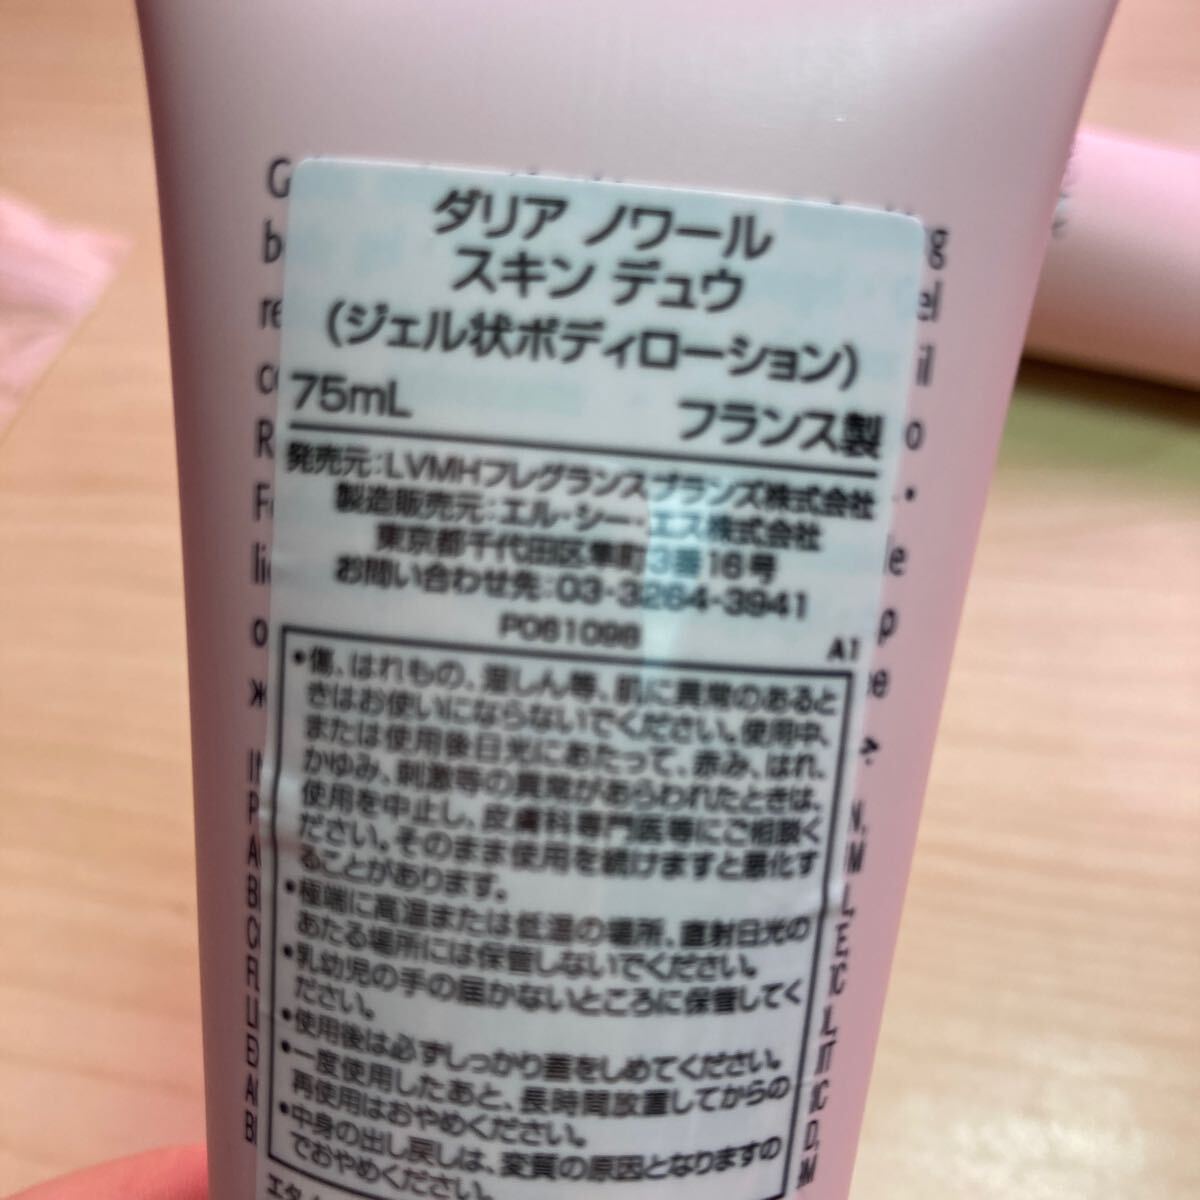 ダリア ノワール
スキン デュウ
(ジェル状ボディローション)
75mL フランス製
発売元:LVMHフレグランスブランズ株式会社
製造販売元:エル・シー・エス株式会社
東京都千代田区隼町3番16号
お問い合わせ先:03-3264-3941
P061098 A1
•傷、はれもの、湿しん等、肌に異常のあると
きはお使いにならないでください。使用中、
または使用後日光にあたって、赤み、はれ、
かゆみ、刺激等の異常があらわれたときは、
使用を中止し、皮膚科専門医等にご相談く
ださい。そのまま使用を続けますと悪化す
ることがあります。
•極端に高温または低温の場所、直射日光の
あたる場所には保管しないでください。
•乳幼児の手の届かないところに保管してく
ださい。
•使用後は必ずしっかり蓋をしめてください。
•一度使用したあと、長時間放置してからの
再使用はおやめください。
•中身の出し戻しは、変質の原因となりますの
でおやめください。